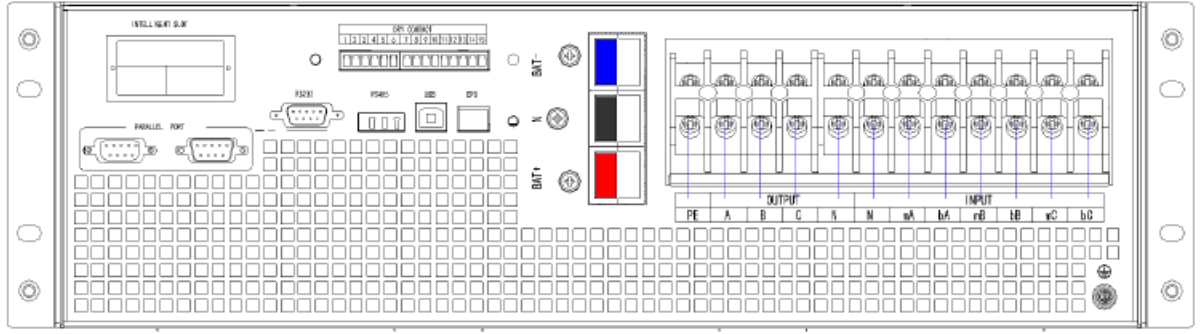 INTELLIGENT SLOT
DRY CONTACT
1 2 3 4 5 6 7 8 9 10 11 12 13 14 15
BAT-
RS232
RS485
USB
EPO
N
PARALLEL PORT
BAT+
OUTPUT INPUT
PE A B C N N mA bA mB bB mC bC